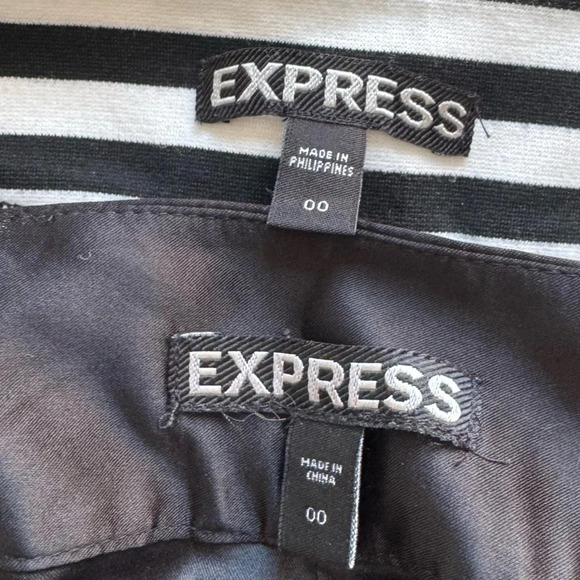 EXPRESS
MADE IN
PHILIPPINES
00
EXPRESS
MADE IN
CHINA
00